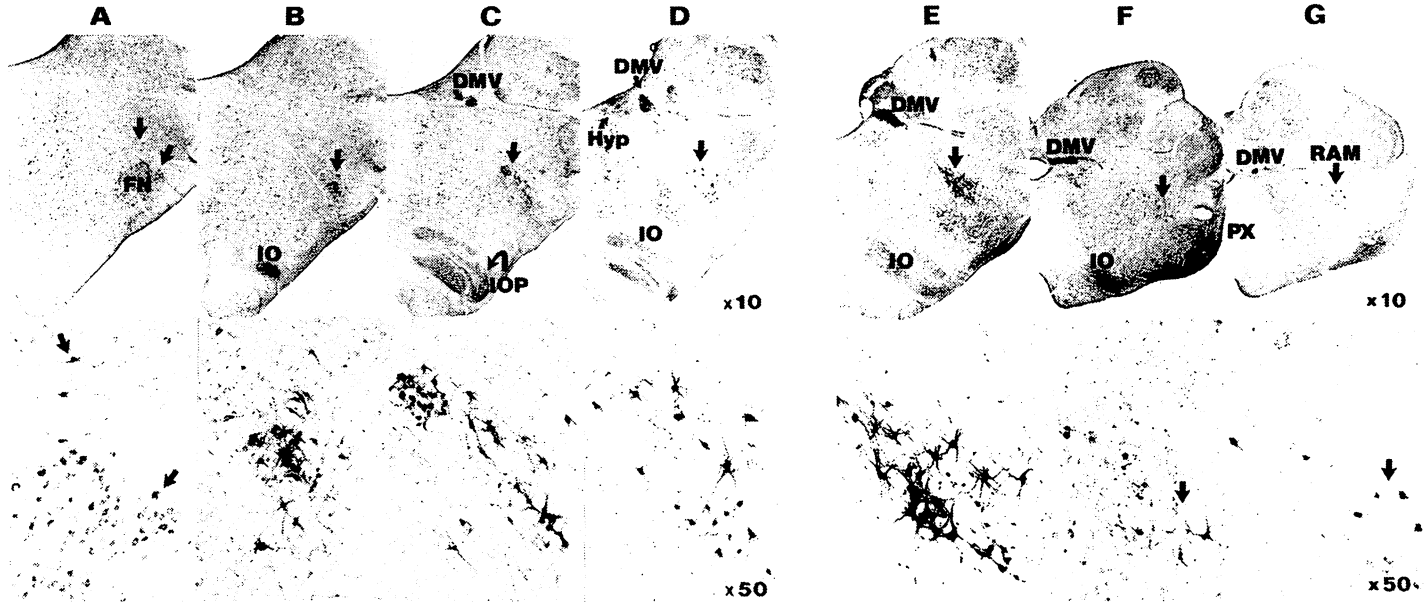 A B C D E F G
DMV
DMV
Hyp
FN
IO
IOP
IO
x10
DMV
DMV
DMV
RAM
IO
IO
PX
x10
x50
x50